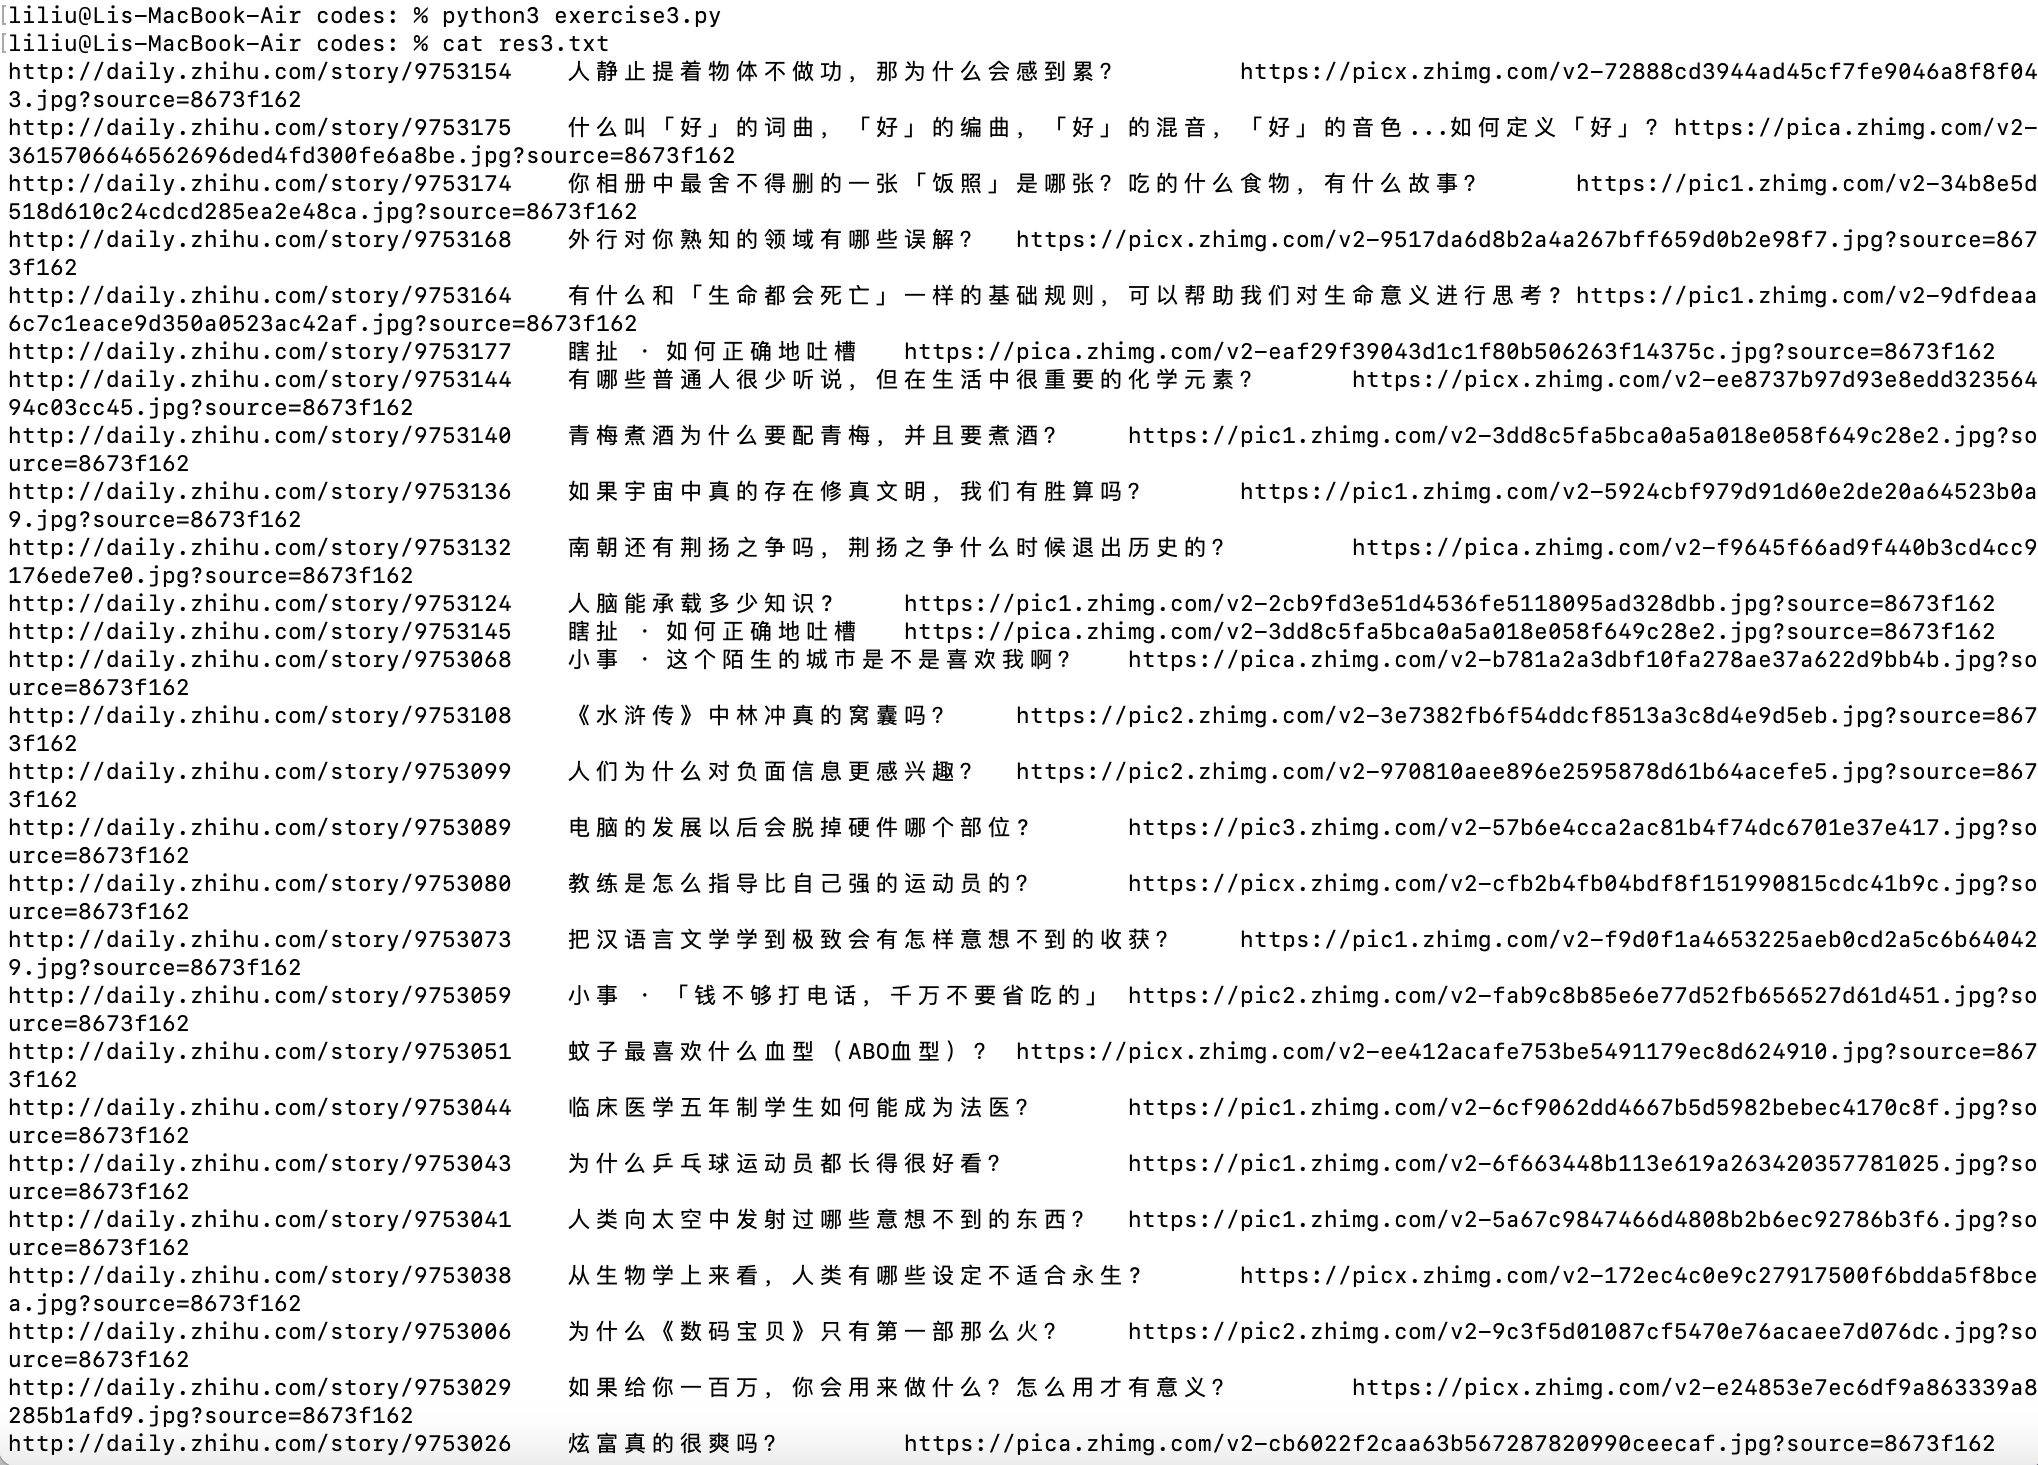 liliu@Lis-MacBook-Air codes: % python3 exercise3.py
liliu@Lis-MacBook-Air codes: % cat res3.txt
http://daily.zhihu.com/story/9753154    人静止提着物体不做功，那为什么会感到累？    https://picx.zhimg.com/v2-72888cd3944ad45cf7fe9046a8f8f04
3.jpg?source=8673f162
http://daily.zhihu.com/story/9753175    什么叫「好」的词曲，「好」的编曲，「好」的混音，「好」的音色...如何定义「好」? https://pica.zhimg.com/v2-
3615706646562696ded4fd300fe6a8be.jpg?source=8673f162
http://daily.zhihu.com/story/9753174    你相册中最舍不得删的一张「饭照」是哪张？吃的什么食物，有什么故事？    https://pic1.zhimg.com/v2-34b8e5d
518d610c24cdcd285ea2e48ca.jpg?source=8673f162
http://daily.zhihu.com/story/9753168    外行对你熟知的领域有哪些误解？    https://picx.zhimg.com/v2-9517da6d8b2a4a267bff659d0b2e98f7.jpg?source=867
3f162
http://daily.zhihu.com/story/9753164    有什么和「生命都会死亡」一样的基础规则，可以帮助我们对生命意义进行思考？ https://pic1.zhimg.com/v2-9dfdeaa
6c7c1eace9d350a0523ac42af.jpg?source=8673f162
http://daily.zhihu.com/story/9753177    瞎扯 · 如何正确地吐槽    https://pica.zhimg.com/v2-eaf29f39043d1c1f80b506263f14375c.jpg?source=8673f162
http://daily.zhihu.com/story/9753144    有哪些普通人很少听说，但在生活中很重要的化学元素？    https://picx.zhimg.com/v2-ee8737b97d93e8edd323564
94c03cc45.jpg?source=8673f162
http://daily.zhihu.com/story/9753140    青梅煮酒为什么要配青梅，并且要煮酒？    https://pic1.zhimg.com/v2-3dd8c5fa5bca0a5a018e058f649c28e2.jpg?so
urce=8673f162
http://daily.zhihu.com/story/9753136    如果宇宙中真的存在修真文明，我们有胜算吗？    https://pic1.zhimg.com/v2-5924cbf979d91d60e2de20a64523b0a
9.jpg?source=8673f162
http://daily.zhihu.com/story/9753132    南朝还有荆扬之争吗，荆扬之争什么时候退出历史的？    https://pica.zhimg.com/v2-f9645f66ad9f440b3cd4cc9
176ede7e0.jpg?source=8673f162
http://daily.zhihu.com/story/9753124    人脑能承载多少知识？    https://pic1.zhimg.com/v2-2cb9fd3e51d4536fe5118095ad328dbb.jpg?source=8673f162
http://daily.zhihu.com/story/9753145    瞎扯 · 如何正确地吐槽    https://pica.zhimg.com/v2-3dd8c5fa5bca0a5a018e058f649c28e2.jpg?source=8673f162
http://daily.zhihu.com/story/9753068    小事 · 这个陌生的城市是不是喜欢我啊？    https://pica.zhimg.com/v2-b781a2a3dbf10fa278ae37a622d9bb4b.jpg?so
urce=8673f162
http://daily.zhihu.com/story/9753108    《水浒传》中林冲真的窝囊吗？    https://pic2.zhimg.com/v2-3e7382fb6f54ddcf8513a3c8d4e9d5eb.jpg?source=867
3f162
http://daily.zhihu.com/story/9753099    人们为什么对负面信息更感兴趣？    https://pic2.zhimg.com/v2-970810aee896e2595878d61b64acefe5.jpg?source=867
3f162
http://daily.zhihu.com/story/9753089    电脑的发展以后会脱掉硬件哪个部位？    https://pic3.zhimg.com/v2-57b6e4cca2ac81b4f74dc6701e37e417.jpg?so
urce=8673f162
http://daily.zhihu.com/story/9753080    教练是怎么指导比自己强的运动员的？    https://picx.zhimg.com/v2-cfb2b4fb04bdf8f151990815cdc41b9c.jpg?so
urce=8673f162
http://daily.zhihu.com/story/9753073    把汉语言文学学到极致会有怎样意想不到的收获？    https://pic1.zhimg.com/v2-f9d0f1a4653225aeb0cd2a5c6b64042
9.jpg?source=8673f162
http://daily.zhihu.com/story/9753059    小事 · 「钱不够打电话，千万不要省吃的」 https://pic2.zhimg.com/v2-fab9c8b85e6e77d52fb656527d61d451.jpg?so
urce=8673f162
http://daily.zhihu.com/story/9753051    蚊子最喜欢什么血型（ABO血型）？ https://picx.zhimg.com/v2-ee412acafe753be5491179ec8d624910.jpg?source=867
3f162
http://daily.zhihu.com/story/9753044    临床医学五年制学生如何能成为法医？    https://pic1.zhimg.com/v2-6cf9062dd4667b5d5982bebec4170c8f.jpg?so
urce=8673f162
http://daily.zhihu.com/story/9753043    为什么乒乓球运动员都长得很好看？    https://pic1.zhimg.com/v2-6f663448b113e619a263420357781025.jpg?so
urce=8673f162
http://daily.zhihu.com/story/9753041    人类向太空中发射过哪些意想不到的东西？    https://pic1.zhimg.com/v2-5a67c9847466d4808b2b6ec92786b3f6.jpg?so
urce=8673f162
http://daily.zhihu.com/story/9753038    从生物学上来看，人类有哪些设定不适合永生？    https://picx.zhimg.com/v2-172ec4c0e9c27917500f6bdda5f8bce
a.jpg?source=8673f162
http://daily.zhihu.com/story/9753006    为什么《数码宝贝》只有第一部那么火？    https://pic2.zhimg.com/v2-9c3f5d01087cf5470e76acaee7d076dc.jpg?so
urce=8673f162
http://daily.zhihu.com/story/9753029    如果给你一百万，你会用来做什么？怎么用才有意义？    https://picx.zhimg.com/v2-e24853e7ec6df9a863339a8
285b1afd9.jpg?source=8673f162
http://daily.zhihu.com/story/9753026    炫富真的很爽吗？    https://pica.zhimg.com/v2-cb6022f2caa63b567287820990ceecaf.jpg?source=8673f162